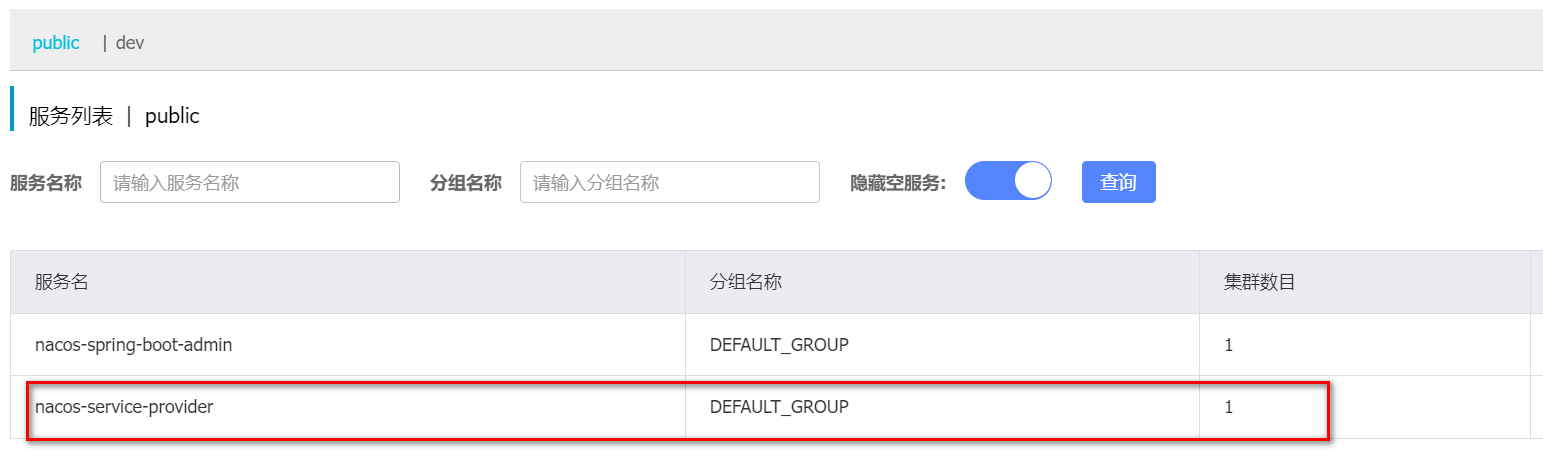 public | dev
服务列表 | public
服务名称 请输入服务名称 分组名称 请输入分组名称 隐藏空服务: 查询
服务名 分组名称 集群数目
nacos-spring-boot-admin DEFAULT_GROUP 1
nacos-service-provider DEFAULT_GROUP 1